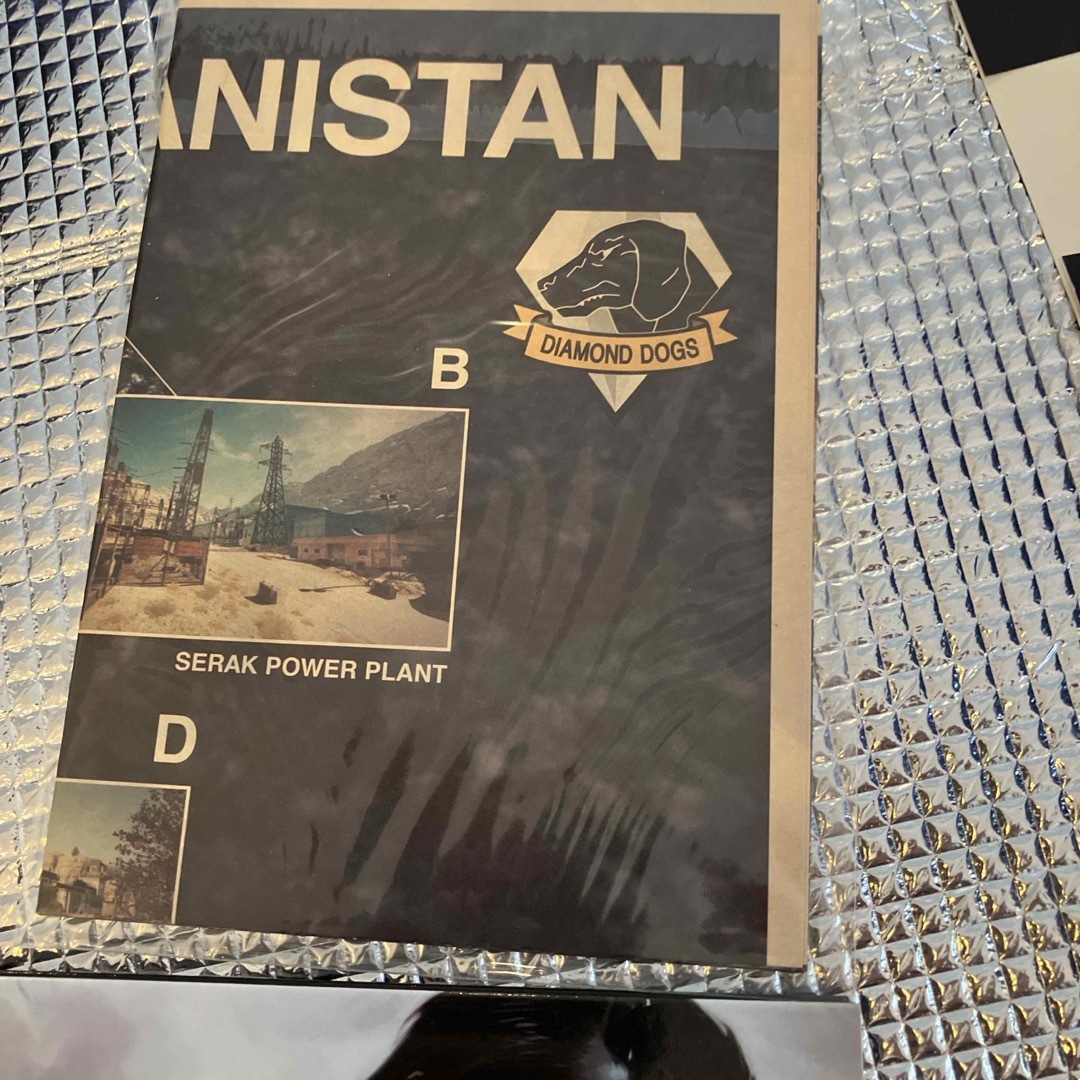 ANISTAN
DIAMOND DOGS
B
SERAK POWER PLANT
D